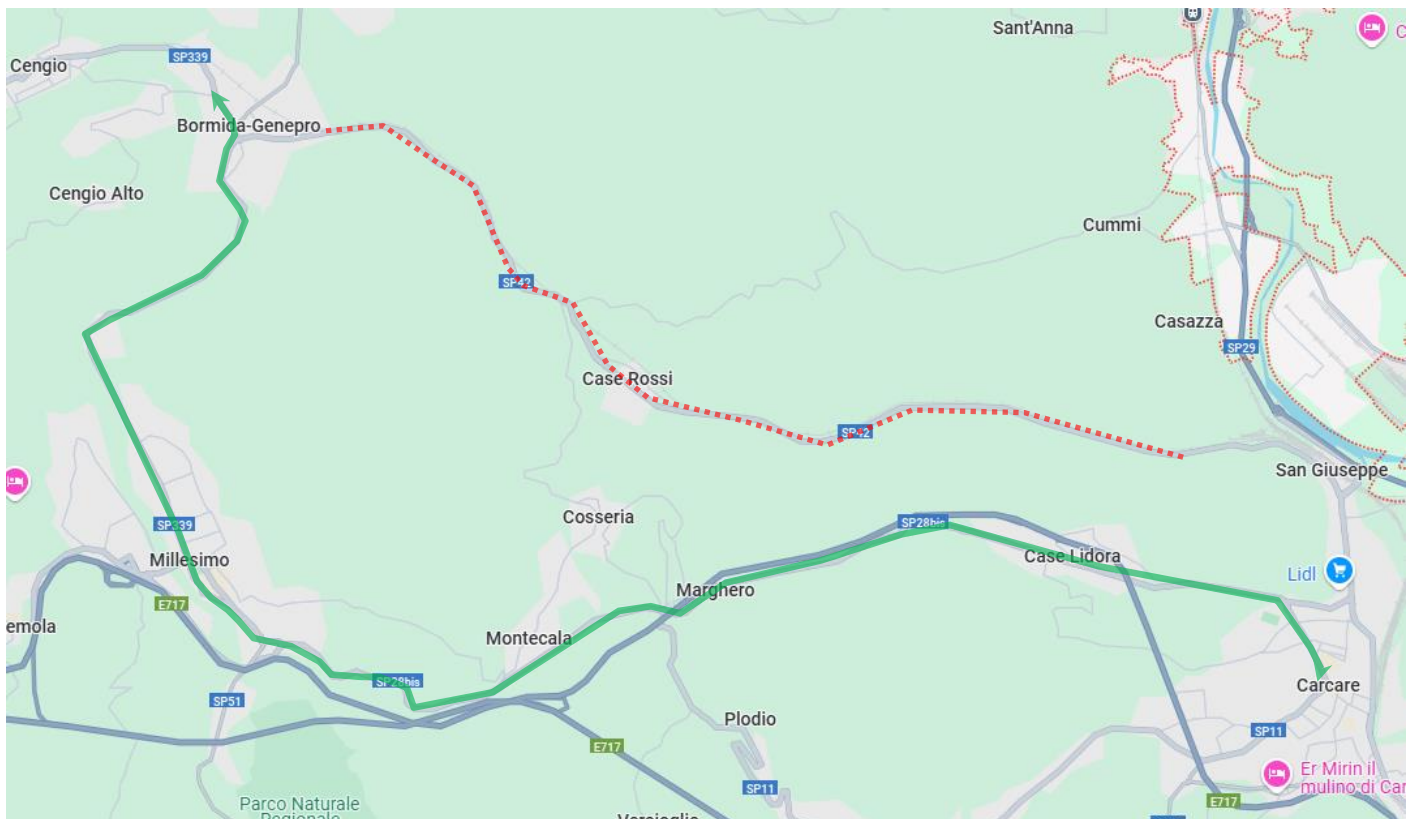 Sant'Anna
C
SP339
Cengio
Bormida-Genepro
Cengio Alto
Cummi
SP42
Casazza
SP29
Case Rossi
SP42
San Giuseppe
Cosseria
SP28bis
SP339
Millesimo
Case Lidora
Lidl
E717
Marghero
emola
Montecala
SP28bis
Carcare
SP51
Plodio
SP11
E717
Er Mirin il
mulino di Car
SP11
E717
Parco Naturale
Regionale